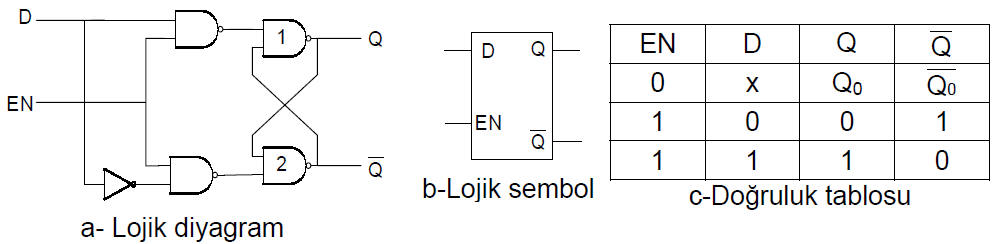 D
EN
1
Q
2
Q̅
a- Lojik diyagram
D Q
EN
Q̅
b-Lojik sembol
EN D Q Q̅
0 x Q₀ Q̅₀
1 0 0 1
1 1 1 0
c-Doğruluk tablosu